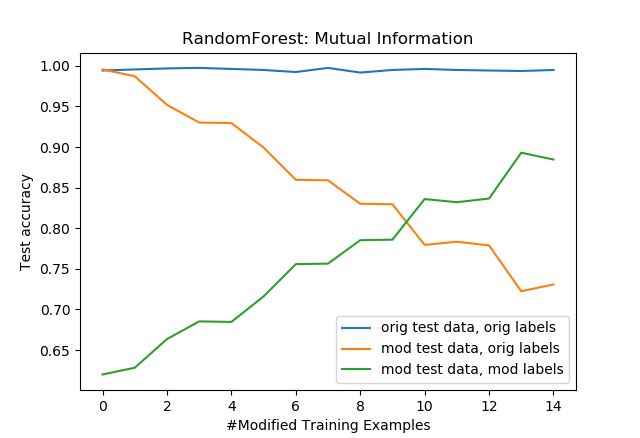 RandomForest: Mutual Information
1.00
0.95
0.90
0.85
0.80
0.75
0.70
0.65
Test accuracy
orig test data, orig labels
mod test data, orig labels
mod test data, mod labels
0 2 4 6 8 10 12 14
#Modified Training Examples